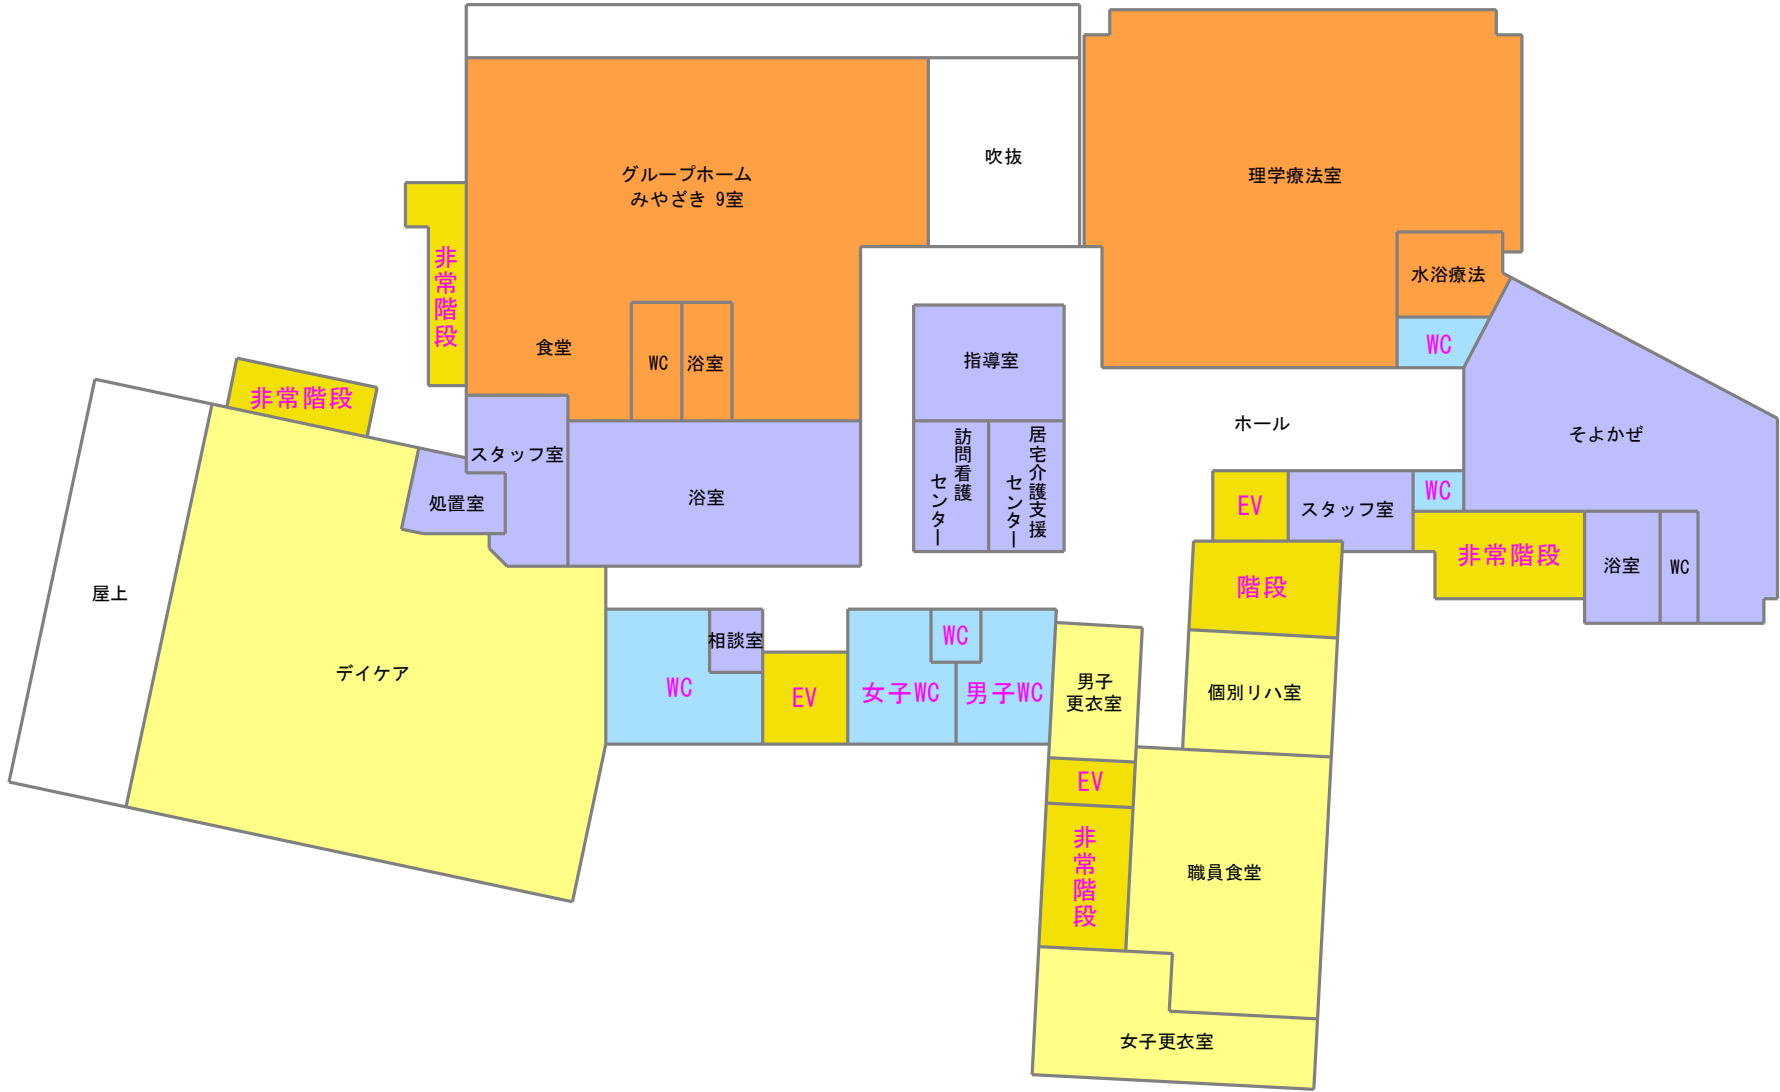 吹抜
グループホーム
みやざき 9室
理学療法室
非常階段
水浴療法
WC
食堂
WC
浴室
指導室
非常階段
ホール
そよかぜ
スタッフ室
処置室
浴室
訪問看護
センター
居宅介護支援
センター
EV
スタッフ室
WC
非常階段
浴室
WC
階段
屋上
デイケア
WC
相談室
EV
女子WC
WC
男子WC
男子
更衣室
個別リハ室
EV
非常階段
職員食堂
女子更衣室